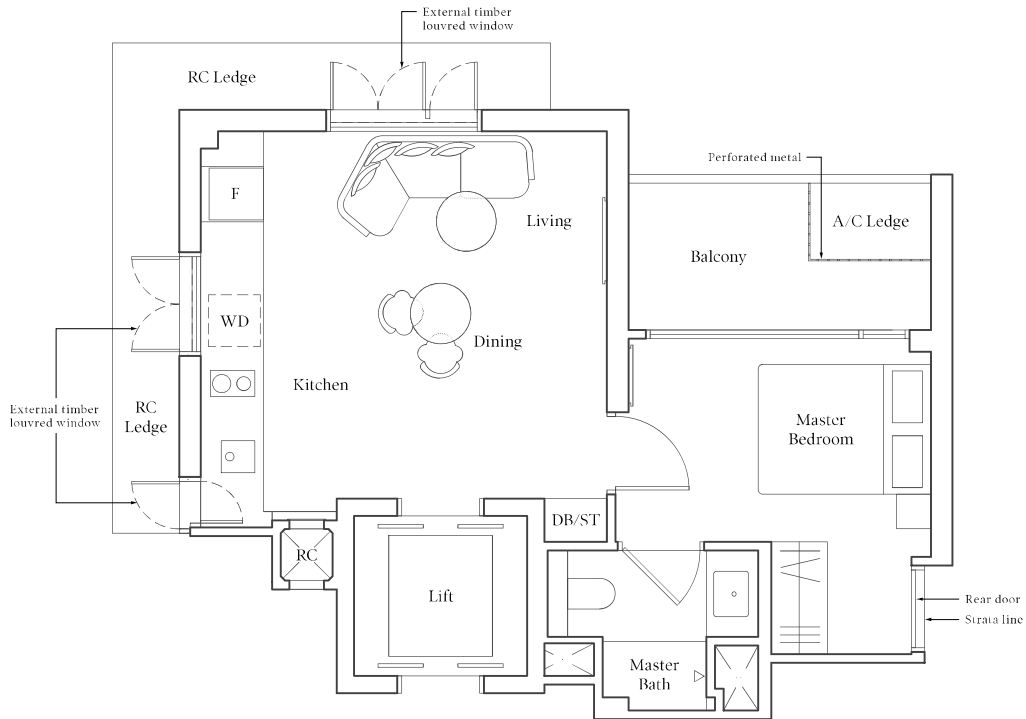 External timber
louvred window
RC Ledge
Perforated metal
F
Living
A/C Ledge
Balcony
WD
Dining
Kitchen
External timber
louvred window
RC
Ledge
Master
Bedroom
DB/ST
RC
Lift
Rear door
Strata line
Master
Bath